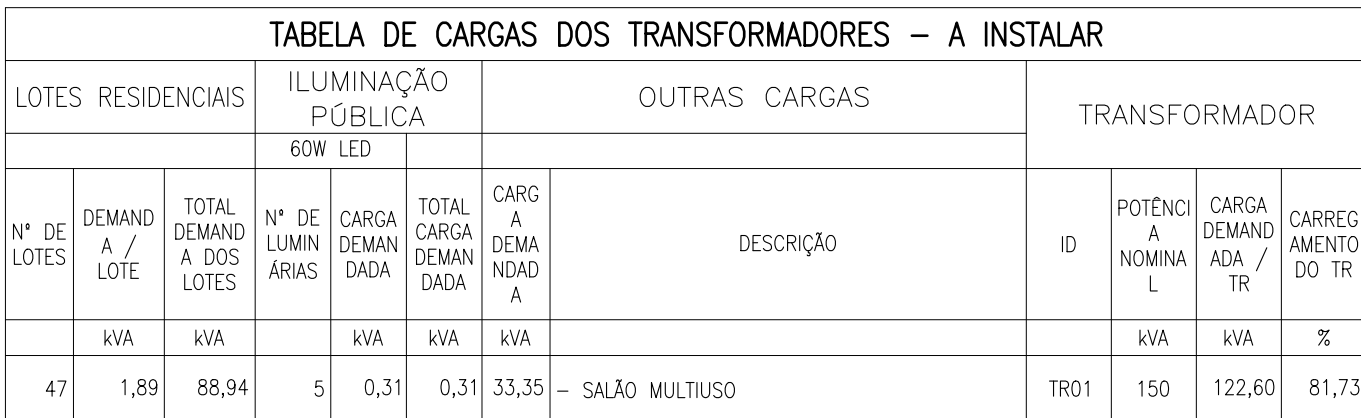 TABELA DE CARGAS DOS TRANSFORMADORES – A INSTALAR
LOTES RESIDENCIAIS
ILUMINAÇÃO
PÚBLICA
OUTRAS CARGAS
TRANSFORMADOR
60W LED
N° DE
LOTES
DEMAND
A /
LOTE
TOTAL
DEMAND
A DOS
LOTES
N° DE
LUMIN
ÁRIAS
CARGA
DEMAN
DADA
TOTAL
CARGA
DEMAN
DADA
CARG
A
DEMA
NDAD
A
DESCRIÇÃO
ID
POTÊNCI
A
NOMINA
L
CARGA
DEMAND
ADA /
TR
CARREG
AMENTO
DO TR
kVA kVA kVA kVA kVA kVA kVA %
47 1,89 88,94 5 0,31 0,31 33,35 – SALÃO MULTIUSO TR01 150 122,60 81,73